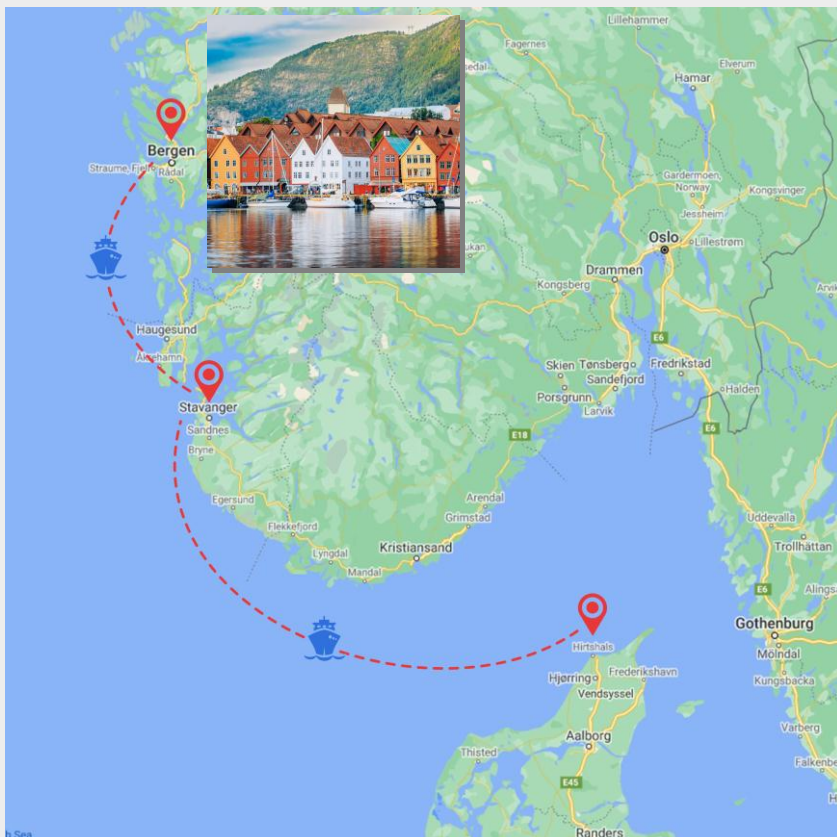 Lillehammer
Fagernes
Elverum
Hamar
Bergen
Straume, Fjell
Rådal
Gardermoen,
Norway
Kongsvinger
Jessheim
Oslo
Lillestrøm
Drammen
Kongsberg
Haugesund
E6
Åkrehamn
Skien
Tønsberg
Fredrikstad
Sandefjord
Porsgrunn
Halden
Larvik
Stavanger
Sandnes
E18
E6
Bryne
Egersund
Arendal
Grimstad
Flekkefjord
Uddevalla
Trollhättan
Lyngdal
Kristiansand
Mandal
E6
Gothenburg
Hirtshals
Mölndal
Hjørring
Frederikshavn
Kungsbacka
Vendsyssel
Varberg
Aalborg
Thisted
E45
Randers